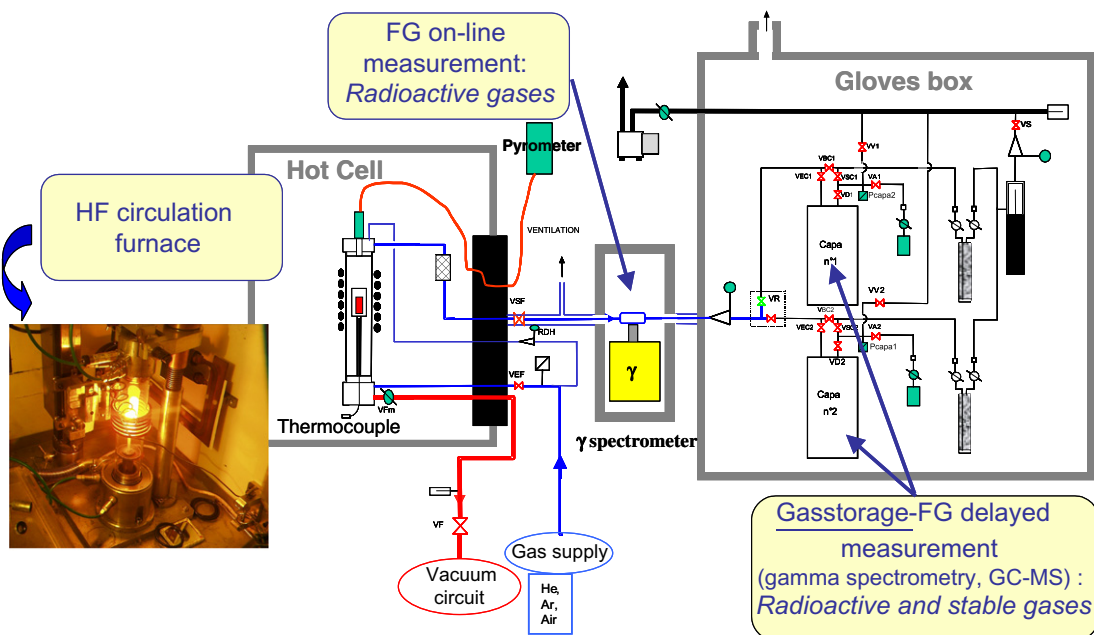 FG on-line
measurement:
Radioactive gases
Gloves box
Hot Cell
Pyrometer
HF circulation
furnace
VENTILATION
VS
VV1
VBC1
VEC1
VSC1
VA1
VD1
Pcapa2
Capa
n°1
VR
VV2
VSF
RDH
VEF
VBC2
VEC2
VSC2
VA2
Pcapa1
VD2
Capa
n°2
γ
VFm
Thermocouple
γ spectrometer
VF
Vacuum
circuit
Gas supply
He,
Ar,
Air
Gasstorage-FG delayed
measurement
(gamma spectrometry, GC-MS) :
Radioactive and stable gases